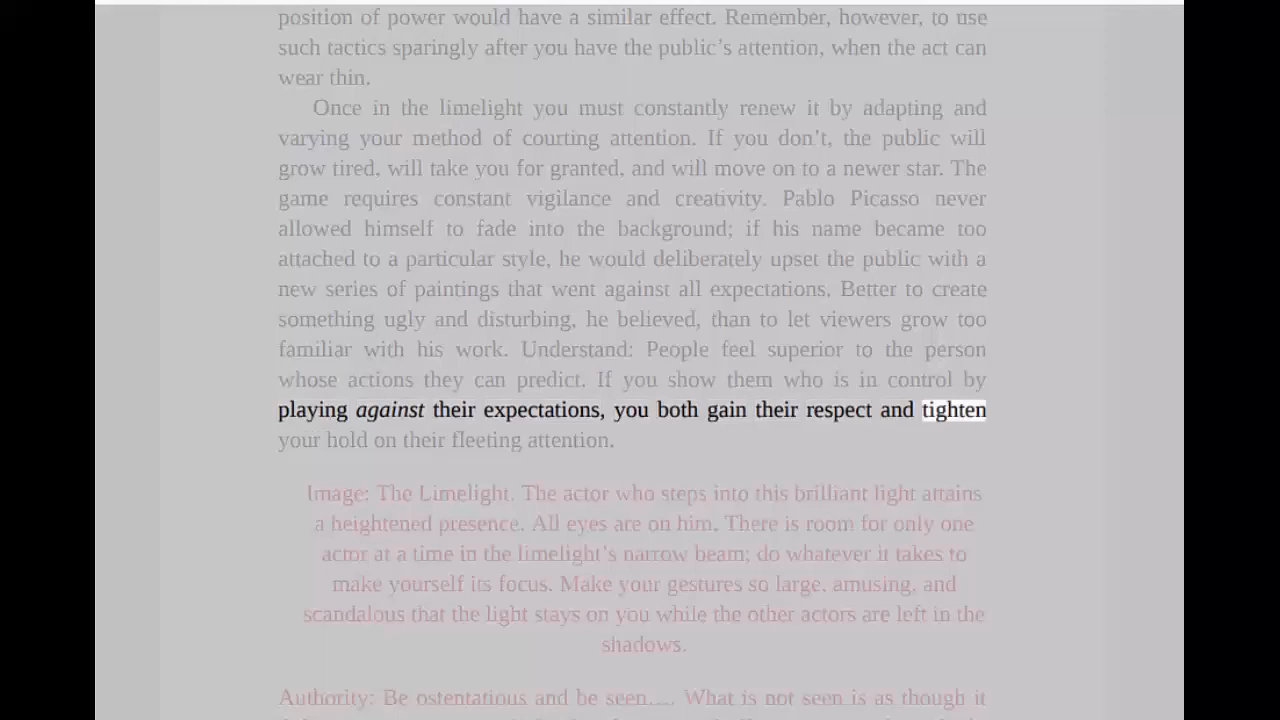 position of power would have a similar effect. Remember, however, to use
such tactics sparingly after you have the public’s attention, when the act can
wear thin.
Once in the limelight you must constantly renew it by adapting and
varying your method of courting attention. If you don’t, the public will
grow tired, will take you for granted, and will move on to a newer star. The
game requires constant vigilance and creativity. Pablo Picasso never
allowed himself to fade into the background; if his name became too
attached to a particular style, he would deliberately upset the public with a
new series of paintings that went against all expectations. Better to create
something ugly and disturbing, he believed, than to let viewers grow too
familiar with his work. Understand: People feel superior to the person
whose actions they can predict. If you show them who is in control by
playing against their expectations, you both gain their respect and tighten
your hold on their fleeting attention.
Image: The Limelight. The actor who steps into this brilliant light attains
a heightened presence. All eyes are on him. There is room for only one
actor at a time in the limelight’s narrow beam; do whatever it takes to
make yourself its focus. Make your gestures so large, amusing, and
scandalous that the light stays on you while the other actors are left in the
shadows.
Authority: Be ostentatious and be seen.... What is not seen is as though it